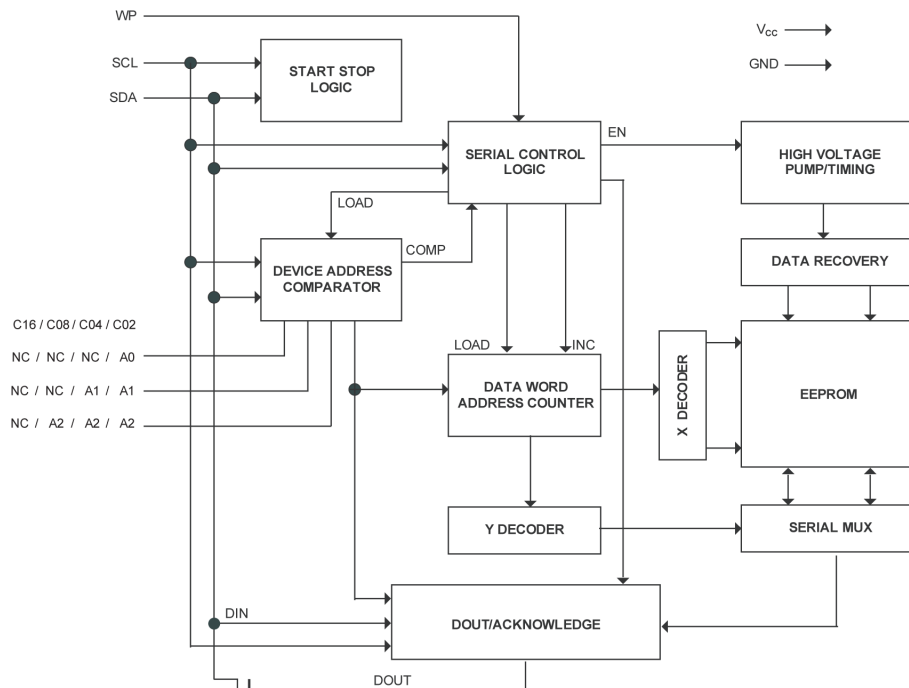 WP
V CC
SCL
START STOP
LOGIC
GND
SDA
EN
SERIAL CONTROL
LOGIC
HIGH VOLTAGE
PUMP/TIMING
LOAD
COMP
DEVICE ADDRESS
COMPARATOR
DATA RECOVERY
C16 / C08 / C04 / C02
NC / NC / NC / A0
LOAD
INC
NC / NC / A1 / A1
DATA WORD
ADDRESS COUNTER
X DECODER
EEPROM
NC / A2 / A2 / A2
Y DECODER
SERIAL MUX
DIN
DOUT/ACKNOWLEDGE
DOUT